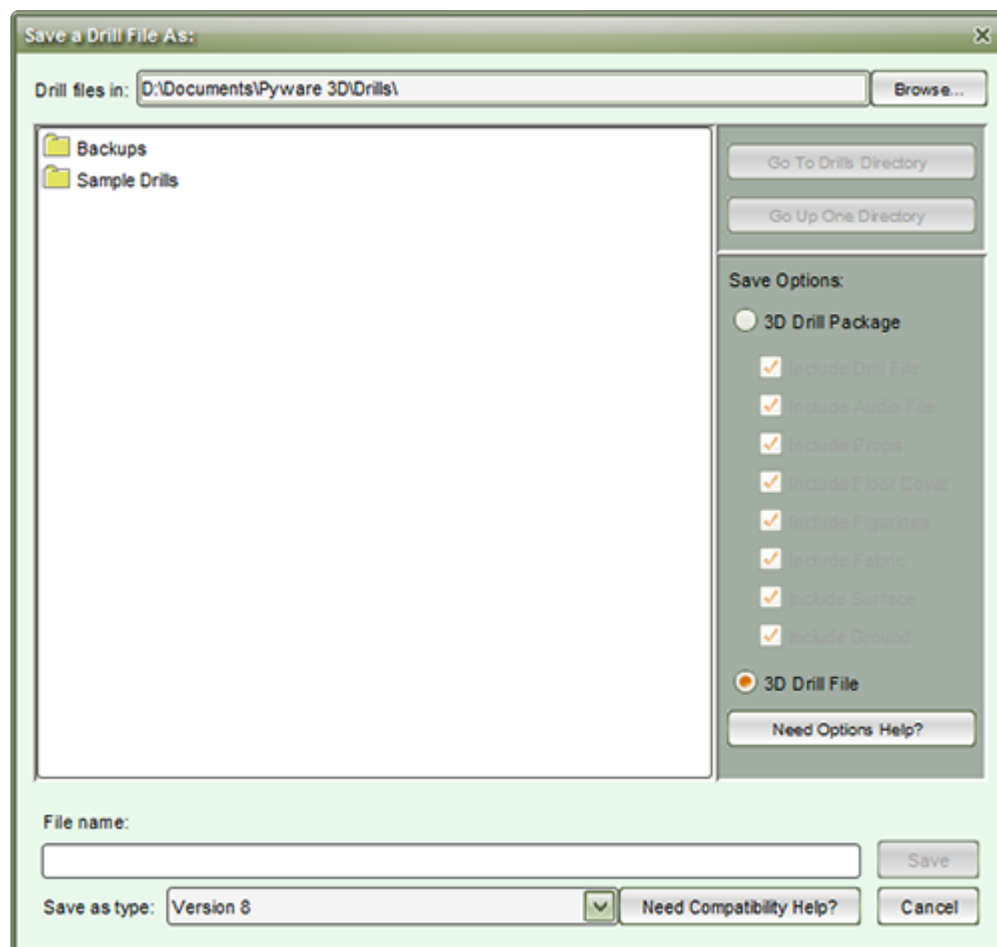 Save a Drill File As:
Drill files in: D:\Documents\Pyware 3D\Drills\ Browse...
Backups
Sample Drills
Go To Drills Directory
Go Up One Directory
Save Options:
3D Drill Package
Include Drill File
Include Audio File
Include Props
Include Floor Cover
Include Figurines
Include Fabric
Include Surface
Include Ground
3D Drill File
Need Options Help?
File name:
Save
Save as type: Version 8 Need Compatibility Help? Cancel